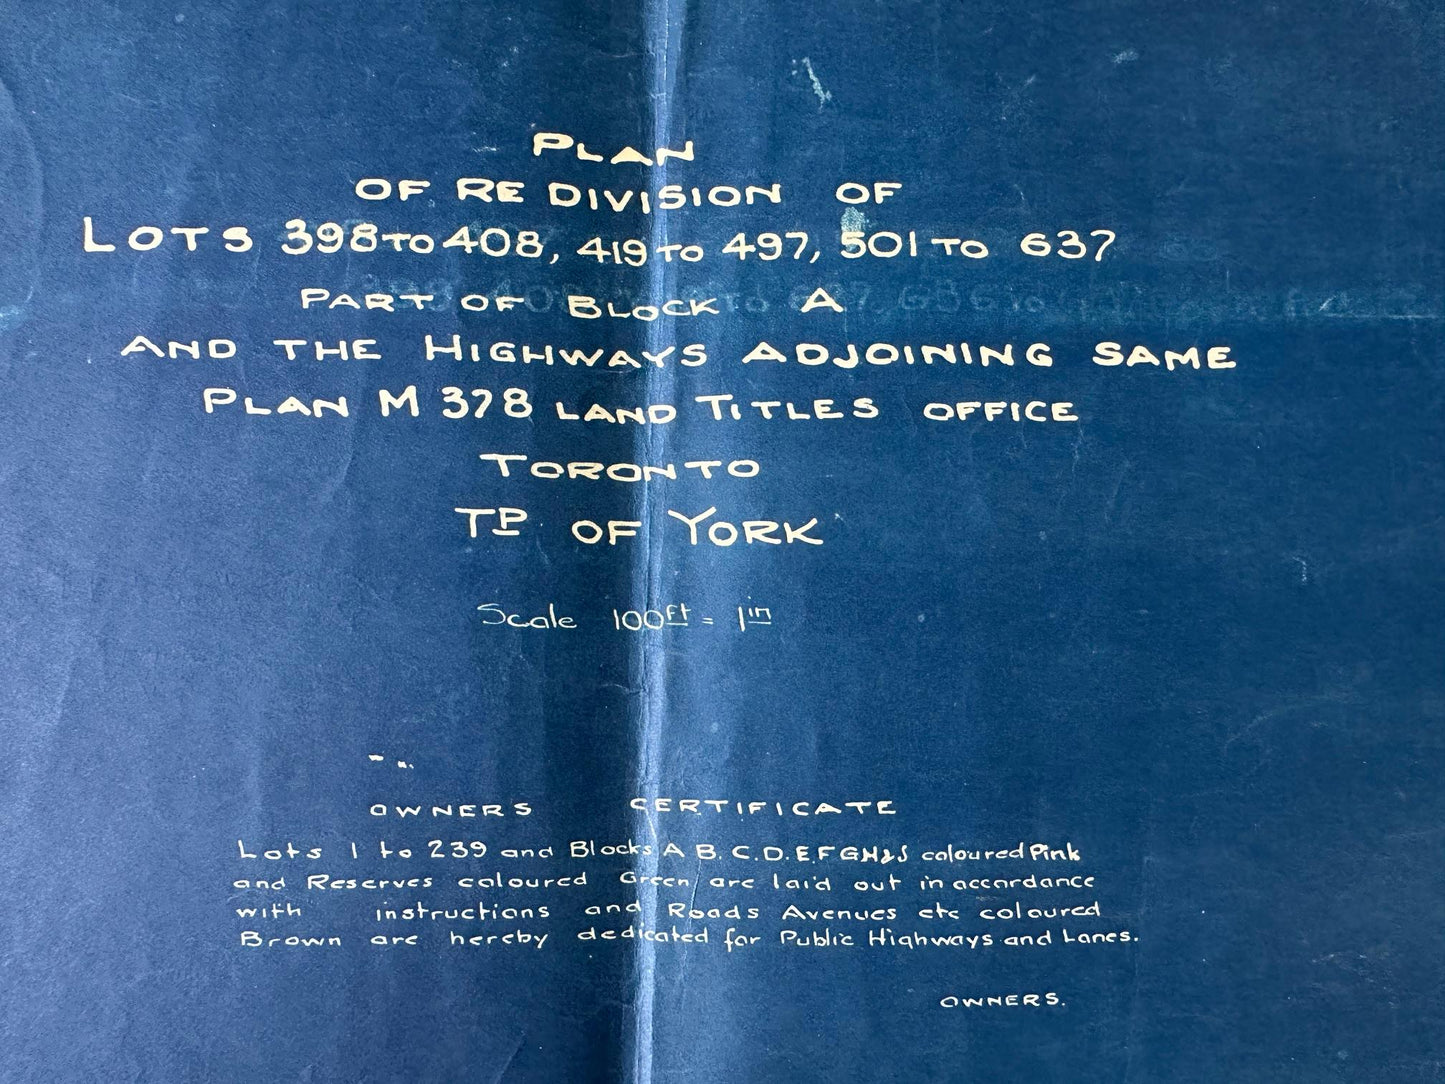 PLAN
OF RE DIVISION OF
LOTS 398 TO 408, 419 TO 497, 501 TO 637
PART OF BLOCK A
AND THE HIGHWAYS ADJOINING SAME
PLAN M 378 LAND TITLES OFFICE
TORONTO
TP OF YORK
Scale 100ft = 1in
OWNERS CERTIFICATE
Lots 1 to 239 and Blocks A B. C. D. E. F G H & J coloured Pink
and Reserves coloured Green are laid out in accordance
with instructions and Roads Avenues etc coloured
Brown are hereby dedicated for Public Highways and Lanes.
OWNERS.